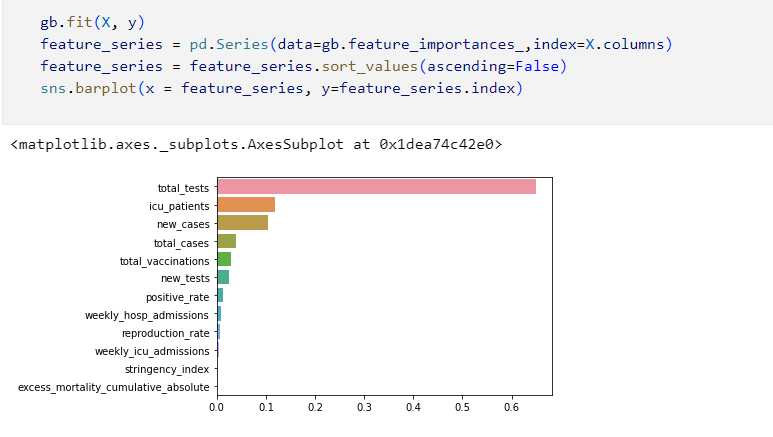 gb.fit(X, y)
feature_series = pd.Series(data=gb.feature_importances_,index=X.columns)
feature_series = feature_series.sort_values(ascending=False)
sns.barplot(x = feature_series, y=feature_series.index)
<matplotlib.axes._subplots.AxesSubplot at 0x1dea74c42e0>
total_tests
icu_patients
new_cases
total_cases
total_vaccinations
new_tests
positive_rate
weekly_hosp_admissions
reproduction_rate
weekly_icu_admissions
stringency_index
excess_mortality_cumulative_absolute
0.0 0.1 0.2 0.3 0.4 0.5 0.6